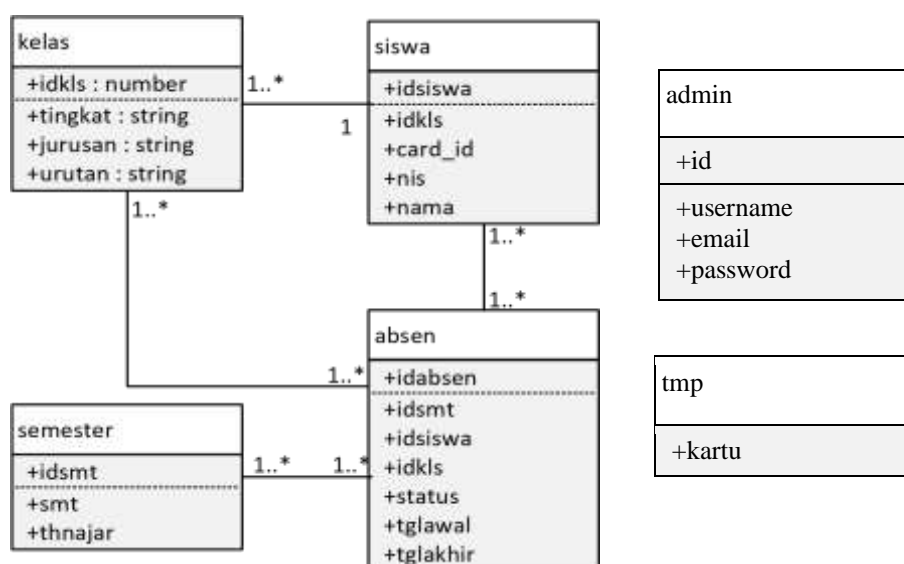 kelas
+idkls : number
+tingkat : string
+jurusan : string
+urutan : string
1..*
1
1..*
siswa
+idsiswa
+idkls
+card_id
+nis
+nama
1..*
1..*
admin
+id
+username
+email
+password
absen
+idabsen
+idsmt
+idsiswa
+idkls
+status
+tglawal
+tglakhir
1..*
semester
+idsmt
+smt
+thnajar
1..*
1..*
tmp
+kartu